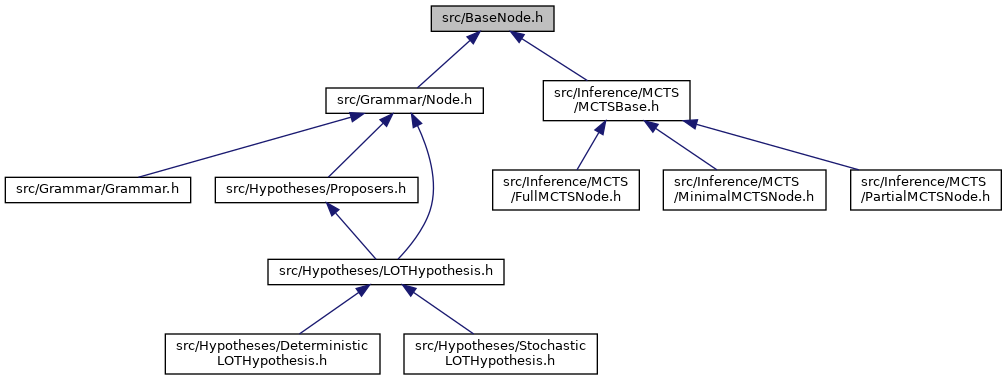 src/BaseNode.h
src/Grammar/Node.h
src/Inference/MCTS
/MCTSBase.h
src/Grammar/Grammar.h
src/Hypotheses/Proposers.h
src/Inference/MCTS
/FullMCTSNode.h
src/Inference/MCTS
/MinimalMCTSNode.h
src/Inference/MCTS
/PartialMCTSNode.h
src/Hypotheses/LOTHypothesis.h
src/Hypotheses/Deterministic
LOTHypothesis.h
src/Hypotheses/Stochastic
LOTHypothesis.h